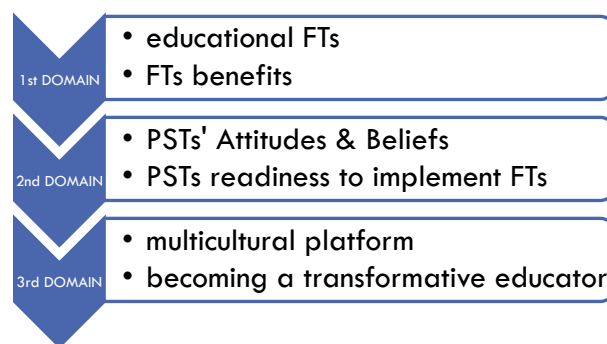 1st DOMAIN
• educational FTs
• FTs benefits
2nd DOMAIN
• PSTs' Attitudes & Beliefs
• PSTs readiness to implement FTs
3rd DOMAIN
• multicultural platform
• becoming a transformative educator